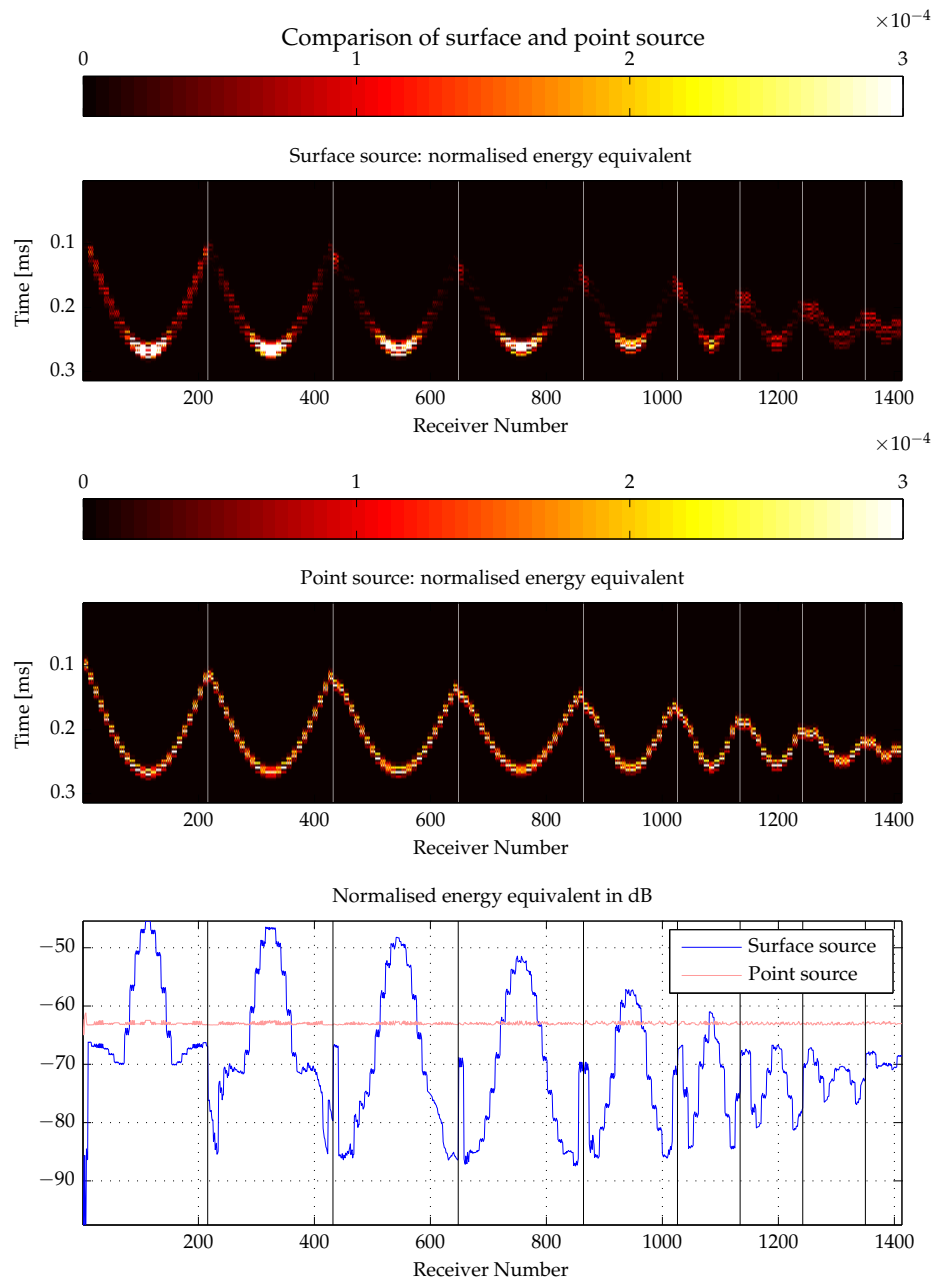 ×10−4
Comparison of surface and point source
0 1 2 3
Surface source: normalised energy equivalent
Time [ms]
0.1
0.2
0.3
200 400 600 800 1000 1200 1400
Receiver Number
×10−4
0 1 2 3
Point source: normalised energy equivalent
Time [ms]
0.1
0.2
0.3
200 400 600 800 1000 1200 1400
Receiver Number
Normalised energy equivalent in dB
−50
−60
−70
−80
−90
Surface source
Point source
200 400 600 800 1000 1200 1400
Receiver Number